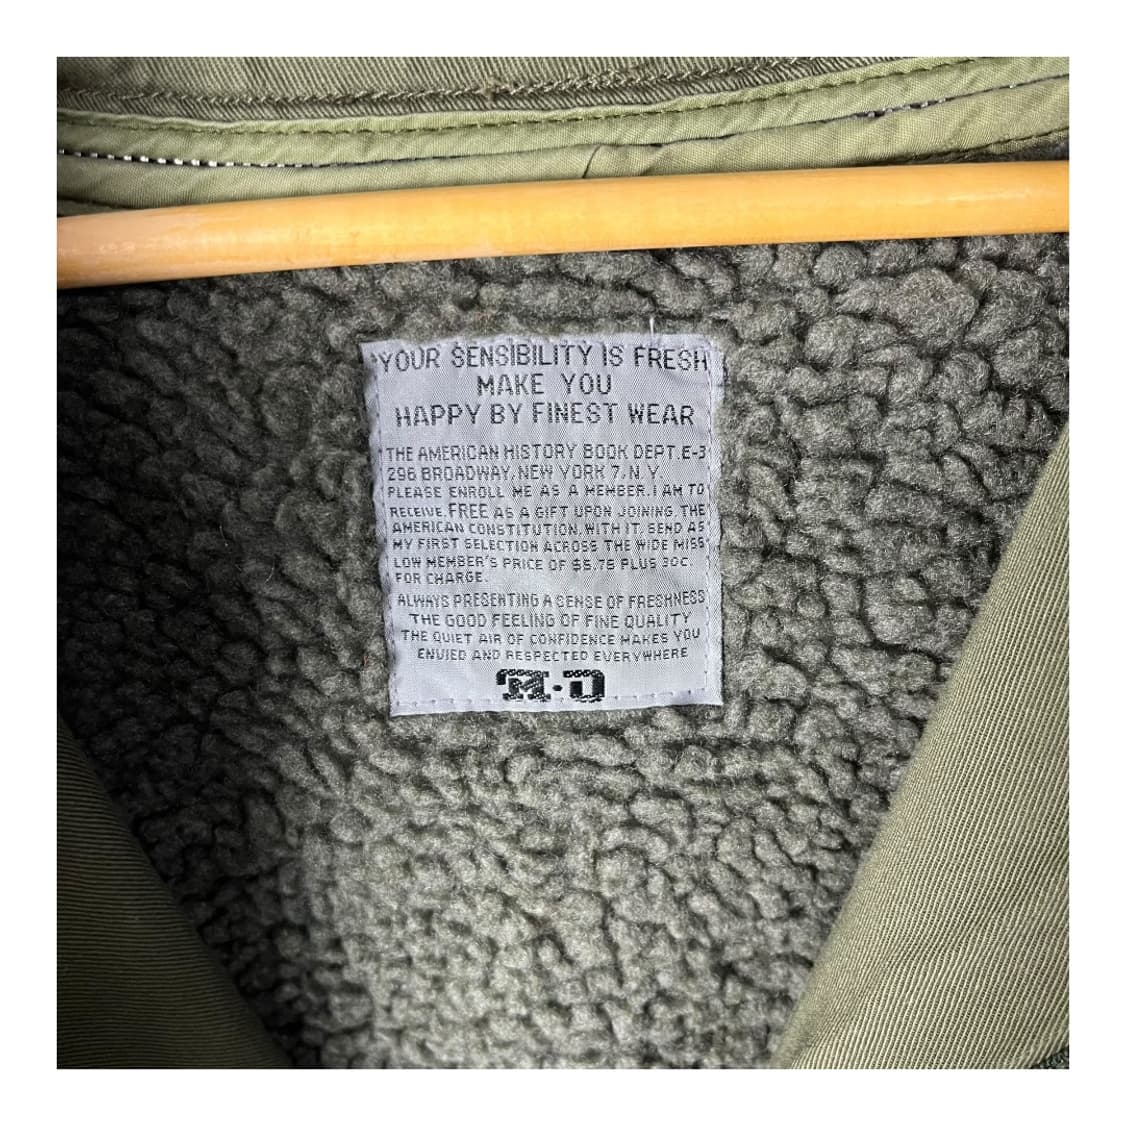 YOUR SENSIBILITY IS FRESH
MAKE YOU
HAPPY BY FINEST WEAR
THE AMERICAN HISTORY BOOK DEPT.E-3
296 BROADWAY, NEW YORK 7, N.Y.
PLEASE ENROLL ME AS A MEMBER.I AM TO
RECEIVE, FREE AS A GIFT UPON JOINING, THE
AMERICAN CONSTITUTION. WITH IT SEND AS
MY FIRST SELECTION ACROSS THE WIDE MISS
LOW MEMBER'S PRICE OF $5.75 PLUS 30C.
FOR CHARGE.
ALWAYS PRESENTING A SENSE OF FRESHNESS
THE GOOD FEELING OF FINE QUALITY
THE QUIET AIR OF CONFIDENCE MAKES YOU
ENVIED AND RESPECTED EVERYWHERE
M·U